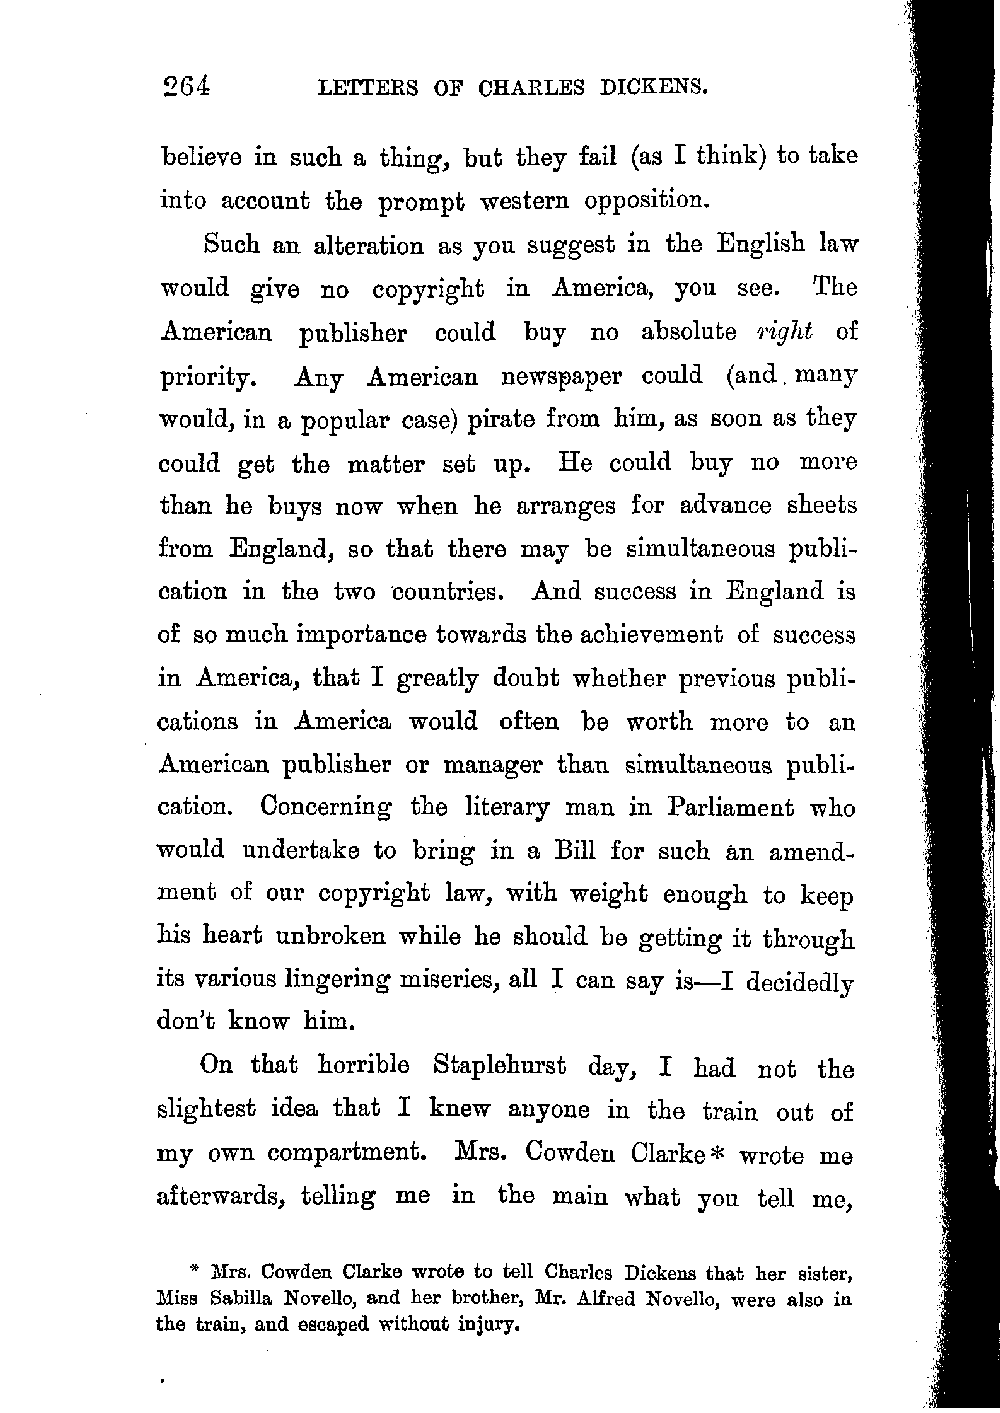 264 LETTERS OF CHARLES DICKENS.
believe in such a thing, but they fail (as I think) to take
into account the prompt western opposition.
Such an alteration as you suggest in the English law
would give no copyright in America, you see. The
American publisher could buy no absolute right of
priority. Any American newspaper could (and many
would, in a popular case) pirate from him, as soon as they
could get the matter set up. He could buy no more
than he buys now when he arranges for advance sheets
from England, so that there may be simultaneous publi-
cation in the two countries. And success in England is
of so much importance towards the achievement of success
in America, that I greatly doubt whether previous publi-
cations in America would often be worth more to an
American publisher or manager than simultaneous publi-
cation. Concerning the literary man in Parliament who
would undertake to bring in a Bill for such an amend-
ment of our copyright law, with weight enough to keep
his heart unbroken while he should be getting it through
its various lingering miseries, all I can say is—I decidedly
don't know him.
On that horrible Staplehurst day, I had not the
slightest idea that I knew anyone in the train out of
my own compartment. Mrs. Cowden Clarke* wrote me
afterwards, telling me in the main what you tell me,
* Mrs. Cowden Clarke wrote to tell Charles Dickens that her sister,
Miss Sabilla Novello, and her brother, Mr. Alfred Novello, were also in
the train, and escaped without injury.